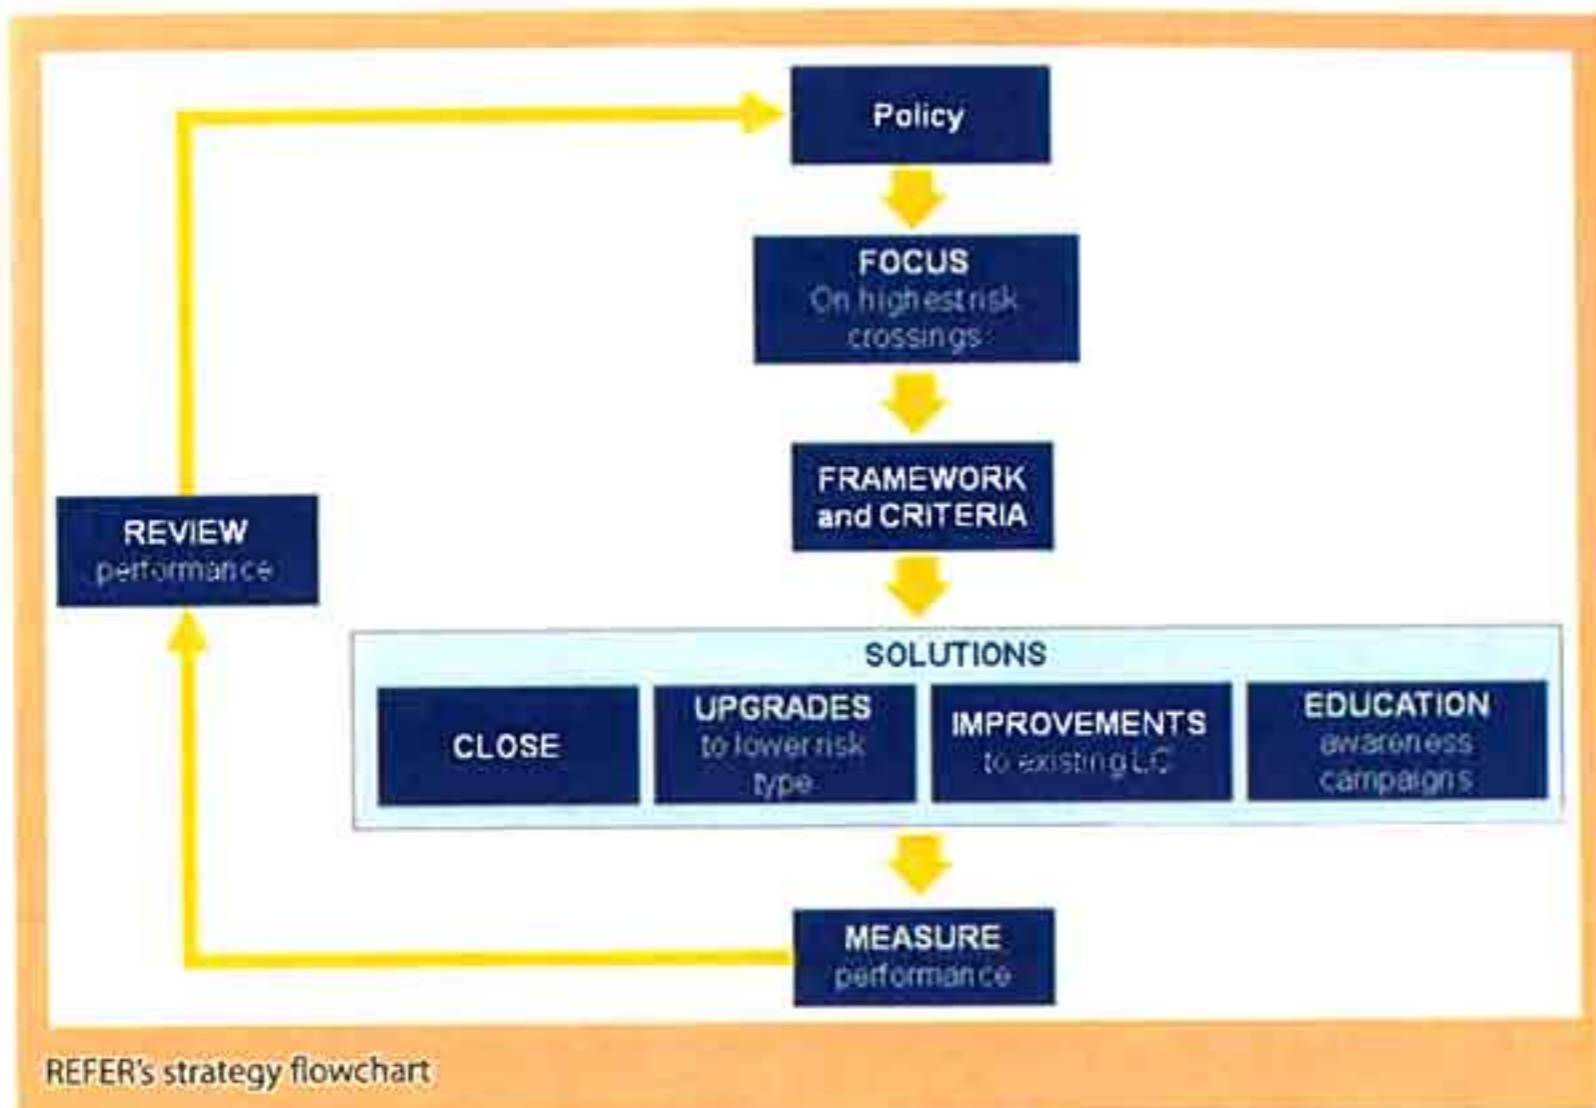 Policy
FOCUS
On highest risk
crossings
FRAMEWORK
and CRITERIA
REVIEW
performance
SOLUTIONS
CLOSE
UPGRADES
to lower risk
type
IMPROVEMENTS
to existing LC
EDUCATION
awareness
campaigns
MEASURE
performance
REFER's strategy flowchart